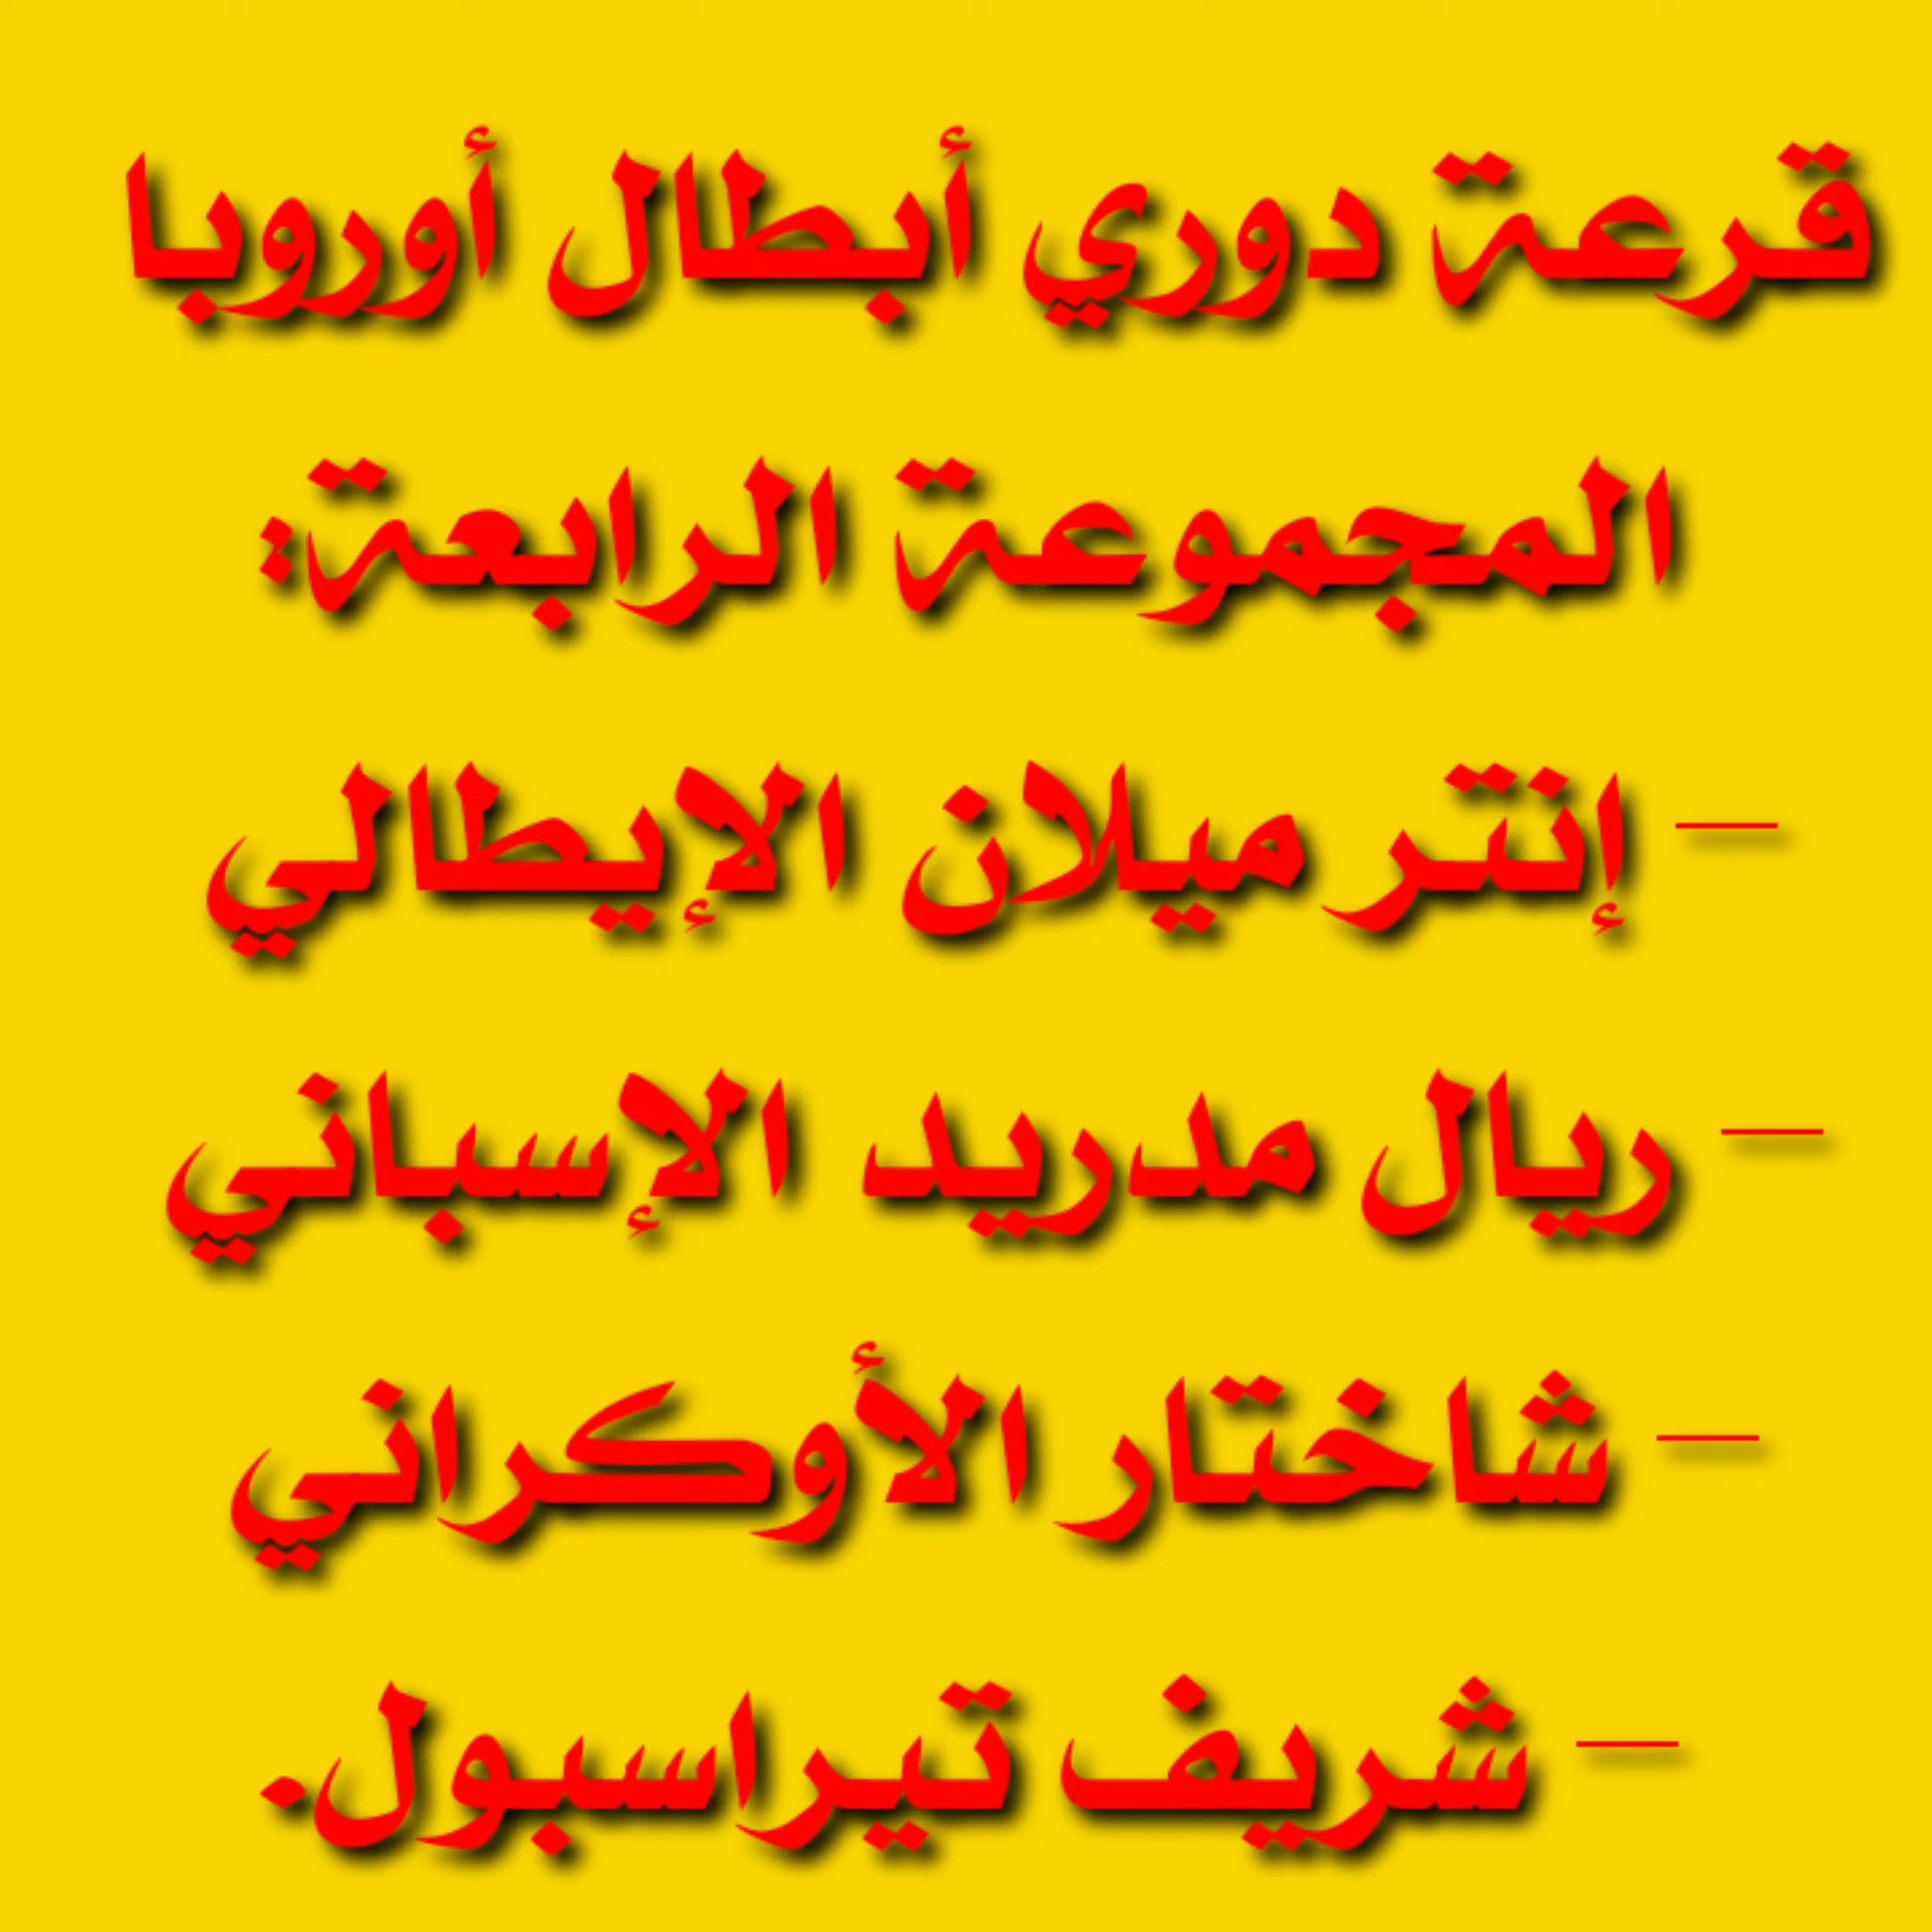 قرعة دوري أبطال أوروبا
المجموعة الرابعة:
– إنتر ميلان الإيطالي
– ريال مدريد الإسباني
– شاختار الأوكراني
– شريف تيراسبول.